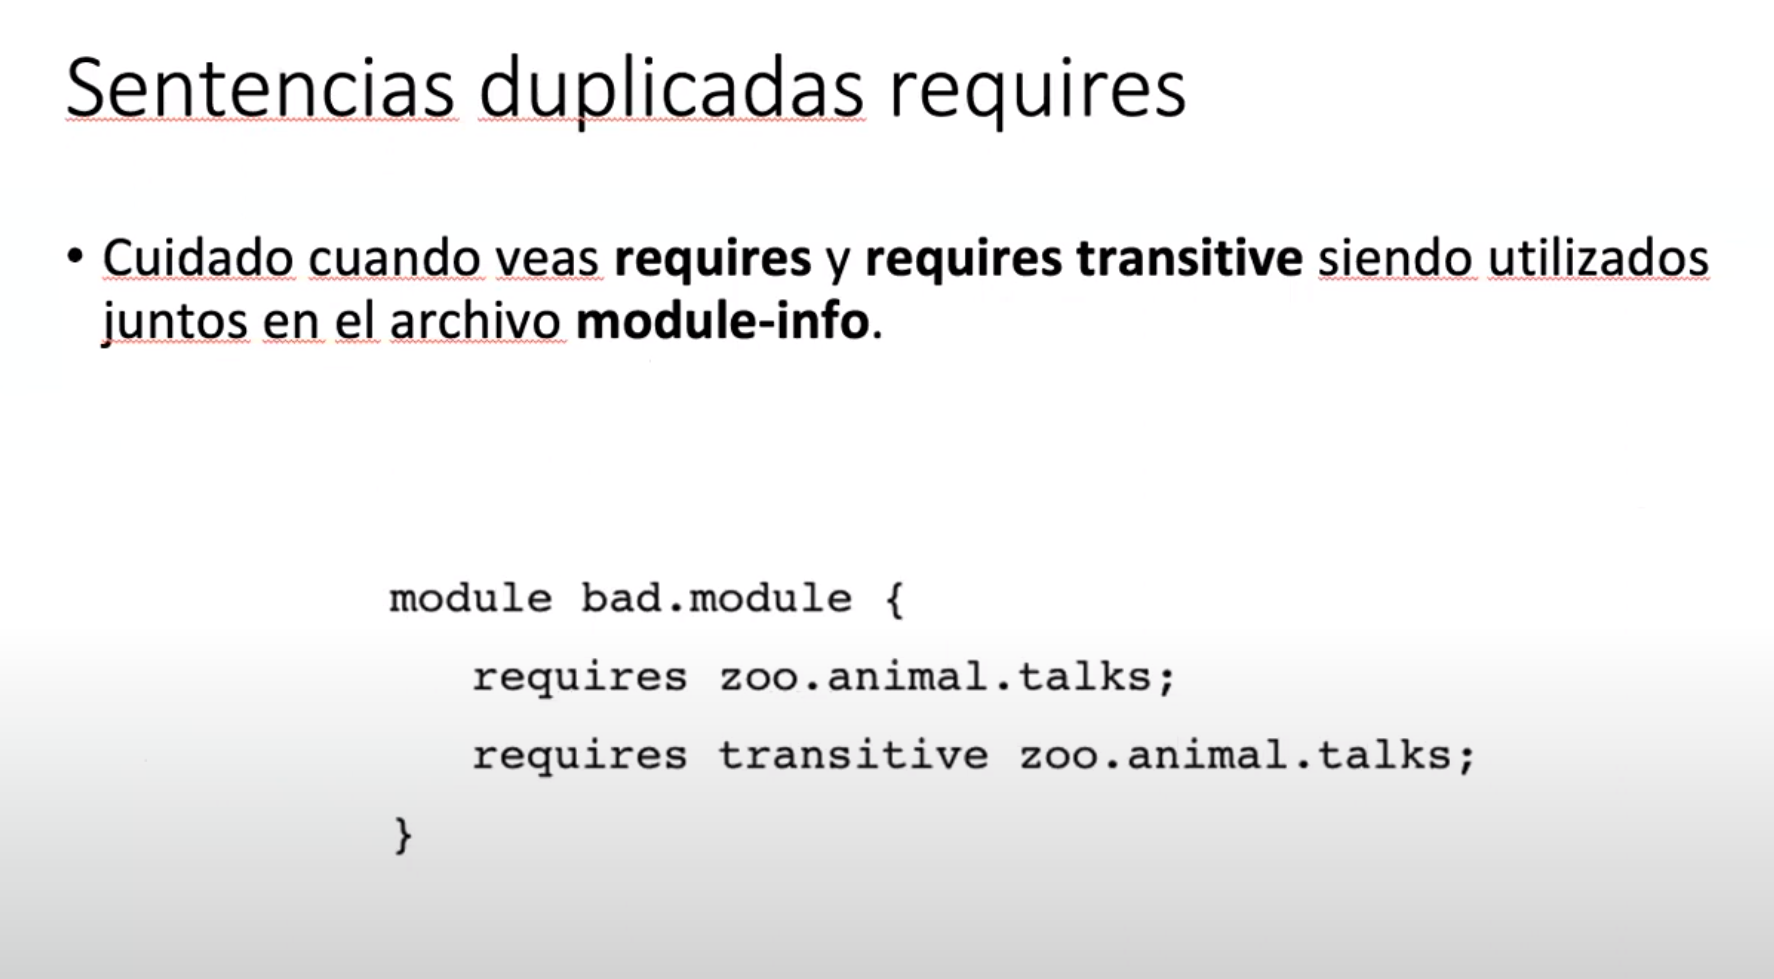 Sentencias duplicadas requires
• Cuidado cuando veas requires y requires transitive siendo utilizados
juntos en el archivo module-info.
module bad.module {
requires zoo.animal.talks;
requires transitive zoo.animal.talks;
}